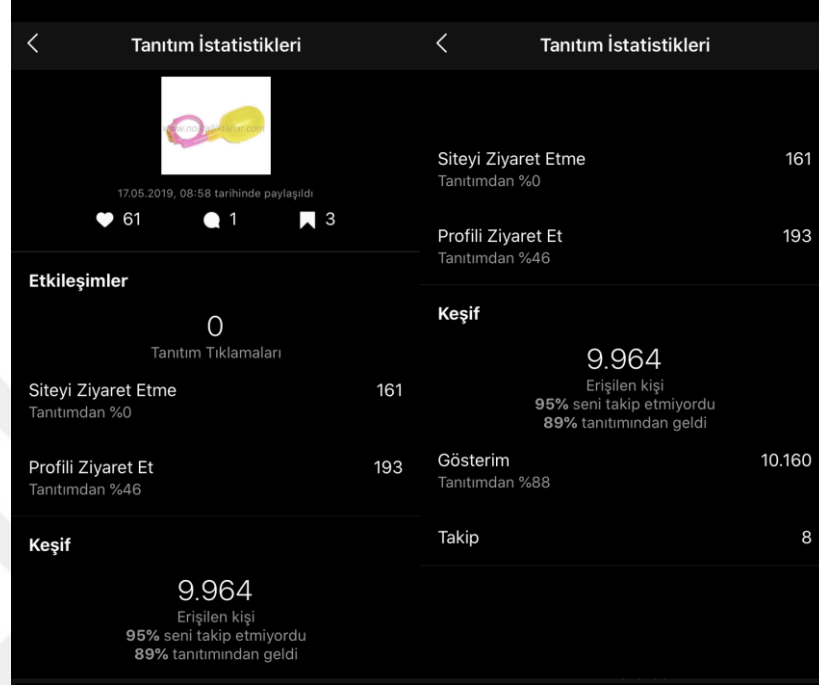 Tanıtım İstatistikleri
17.05.2019, 08:58 tarihinde paylaşıldı
61 1 3
Etkileşimler
0
Tanıtım Tıklamaları
Siteyi Ziyaret Etme 161
Tanıtımdan %0
Profili Ziyaret Et 193
Tanıtımdan %46
Keşif
9.964
Erişilen kişi
95% seni takip etmiyordu
89% tanıtımından geldi
Tanıtım İstatistikleri
Siteyi Ziyaret Etme 161
Tanıtımdan %0
Profili Ziyaret Et 193
Tanıtımdan %46
Keşif
9.964
Erişilen kişi
95% seni takip etmiyordu
89% tanıtımından geldi
Gösterim 10.160
Tanıtımdan %88
Takip 8